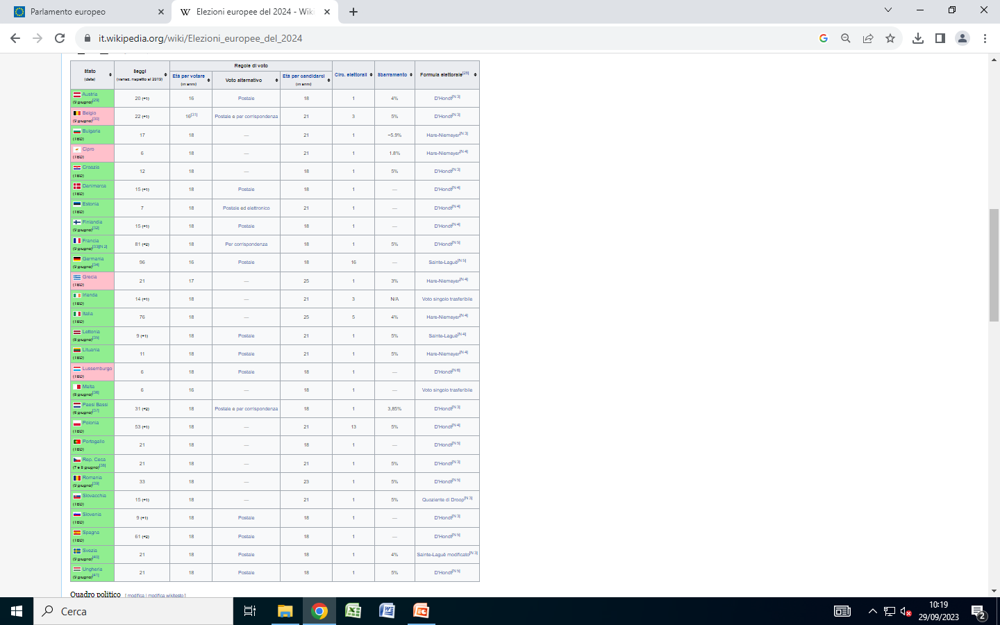 Parlamento europeo
Elezioni europee del 2024 - Wiki
it.wikipedia.org/wiki/Elezioni_europee_del_2024
Stato (data) Seggi (variaz. rispetto al 2019) Regole di voto Circ. elettorali Sbarramento Formula elettorale[28]
Età per votare (in anni) Voto alternativo Età per candidarsi (in anni)
Austria (9 giugno)[29] 20 (+1) 16 Postale 18 1 4% D'Hondt[N 3]
Belgio (9 giugno)[30] 22 (+1) 16[31] Postale e per corrispondenza 21 3 5% D'Hondt[N 3]
Bulgaria (TBD) 17 18 — 21 1 ~5.9% Hare-Niemeyer[N 3]
Cipro (TBD) 6 18 — 21 1 1.8% Hare-Niemeyer[N 4]
Croazia (TBD) 12 18 — 18 1 5% D'Hondt[N 3]
Danimarca (TBD) 15 (+1) 18 Postale 18 1 — D'Hondt[N 4]
Estonia (TBD) 7 18 Postale ed elettronico 21 1 — D'Hondt[N 4]
Finlandia (9 giugno)[32] 15 (+1) 18 Postale 18 1 — D'Hondt[N 4]
Francia (9 giugno)[33][N 2] 81 (+2) 18 Per corrispondenza 18 1 5% D'Hondt[N 5]
Germania (9 giugno)[34] 96 16 Postale 18 16 — Sainte-Laguë[N 5]
Grecia (TBD) 21 17 — 25 1 3% Hare-Niemeyer[N 4]
Irlanda (TBD) 14 (+1) 18 — 21 3 N/A Voto singolo trasferibile
Italia (TBD) 76 18 — 25 5 4% Hare-Niemeyer[N 4]
Lettonia (8 giugno)[35] 9 (+1) 18 Postale 21 1 5% Sainte-Laguë[N 4]
Lituania (TBD) 11 18 Postale 21 1 5% Hare-Niemeyer[N 4]
Lussemburgo (TBD) 6 18 Postale 18 1 — D'Hondt[N 6]
Malta (8 giugno)[36] 6 16 — 18 1 — Voto singolo trasferibile
Paesi Bassi (6 giugno)[37] 31 (+2) 18 Postale e per corrispondenza 18 1 3,85% D'Hondt[N 3]
Polonia (TBD) 53 (+1) 18 — 21 13 5% D'Hondt[N 4]
Portogallo (TBD) 21 18 — 18 1 — D'Hondt[N 5]
Rep. Ceca (7 e 8 giugno)[38] 21 18 — 21 1 5% D'Hondt[N 3]
Romania (9 giugno)[39] 33 18 — 23 1 5% D'Hondt[N 5]
Slovacchia (TBD) 15 (+1) 18 — 21 1 5% Quoziente di Droop[N 3]
Slovenia (TBD) 9 (+1) 18 Postale 18 1 — D'Hondt[N 3]
Spagna (TBD) 61 (+2) 18 Postale 18 1 — D'Hondt[N 5]
Svezia (9 giugno)[40] 21 18 Postale 18 1 4% Sainte-Laguë modificato[N 3]
Ungheria (9 giugno)[41] 21 18 Postale 18 1 5% D'Hondt[N 5]
Quadro politico [ modifica | modifica wikitesto ]
Cerca
10:19
29/09/2023
2